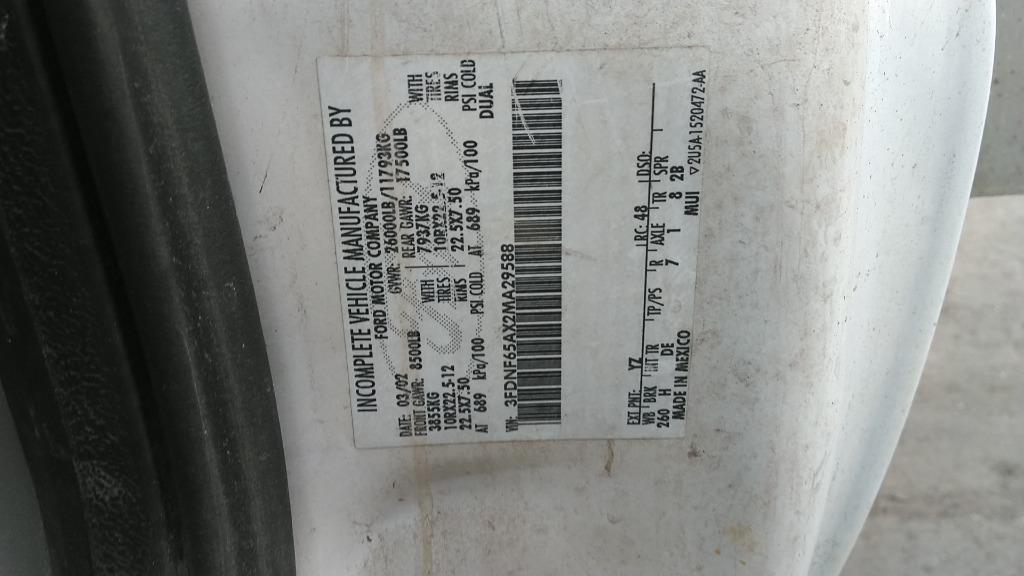 INCOMPLETE VEHICLE MANUFACTURED BY
FORD MOTOR COMPANY
DATE: 03/02 GVWR: 26000LB/11793KG
FRONT GAWR: 8500LB REAR GAWR: 17500LB
3855KG WITH 7937KG WITH
10RX22.5-12 TIRES 10RX22.5-12 TIRES
22.5X7.50 RIMS 22.5X7.50 RIMS
AT 689 kPa/100 PSI COLD AT 689 kPa/100 PSI COLD
DUAL
VIN: 3FDNF65AX2MA29588
EXT PNT: YZ RC: 48 DSO:
WB BRK INT TR TP/PS R AXLE TR SPR
260 H DE 7 1 8 28
MADE IN MEXICO MUI
▽2U5A-1520472-AA